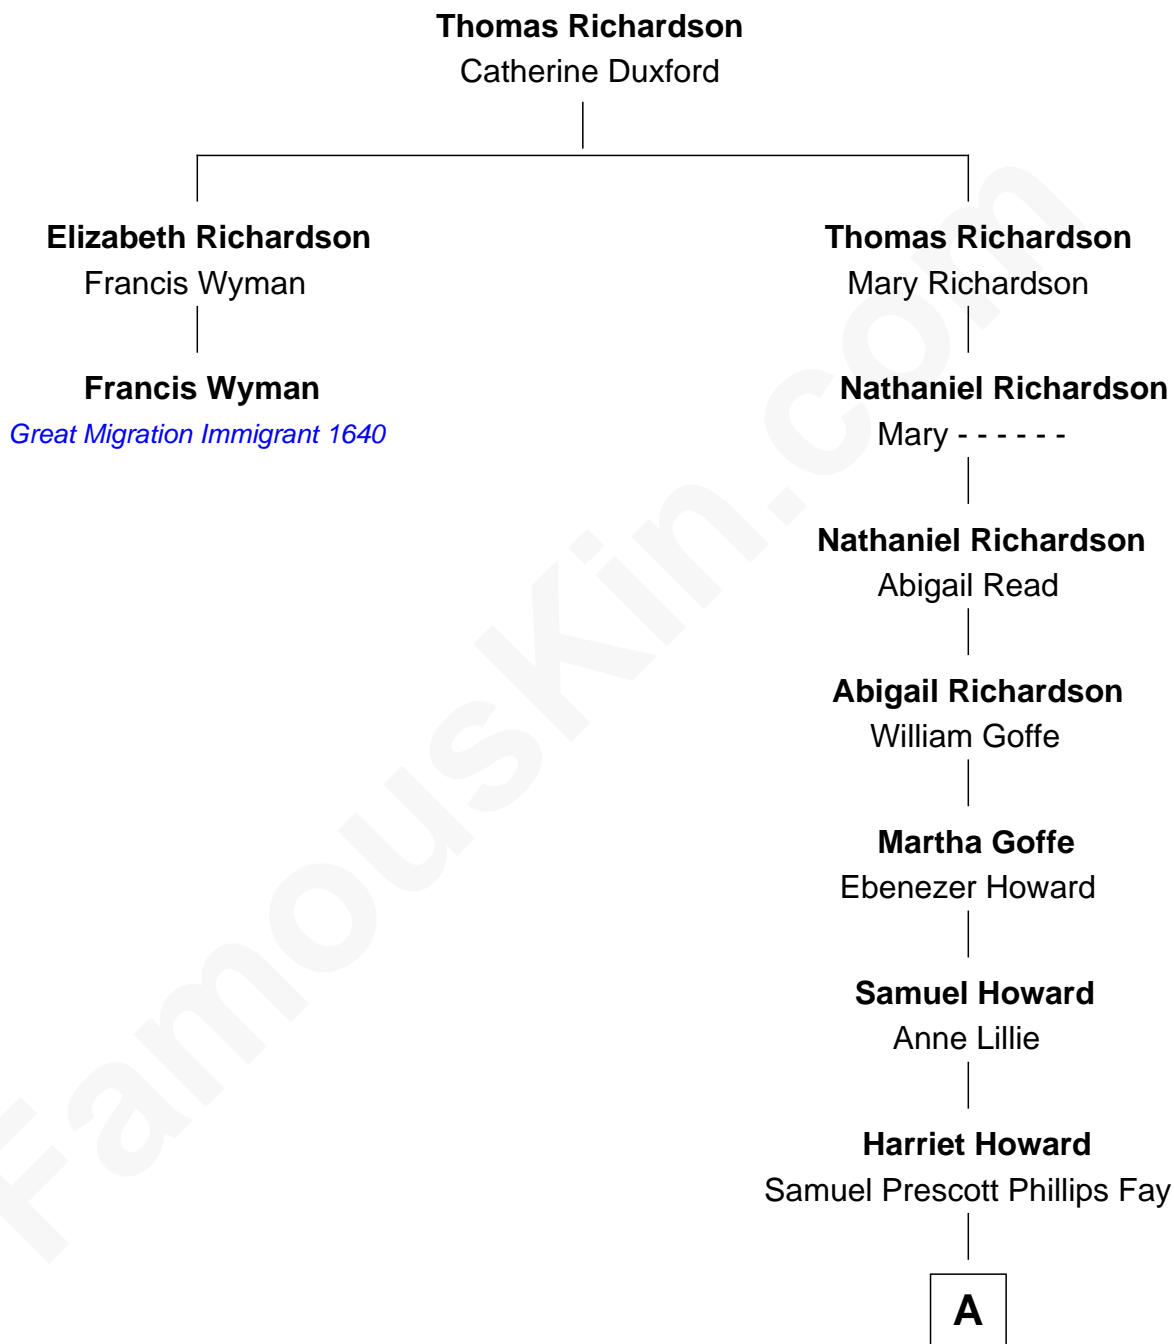 Thomas Richardson
Catherine Duxford
Elizabeth Richardson
Francis Wyman
Francis Wyman
Great Migration Immigrant 1640
Thomas Richardson
Mary Richardson
Nathaniel Richardson
Mary - - - - - -
Nathaniel Richardson
Abigail Read
Abigail Richardson
William Goffe
Martha Goffe
Ebenezer Howard
Samuel Howard
Anne Lillie
Harriet Howard
Samuel Prescott Phillips Fay
A
FamousKin.com